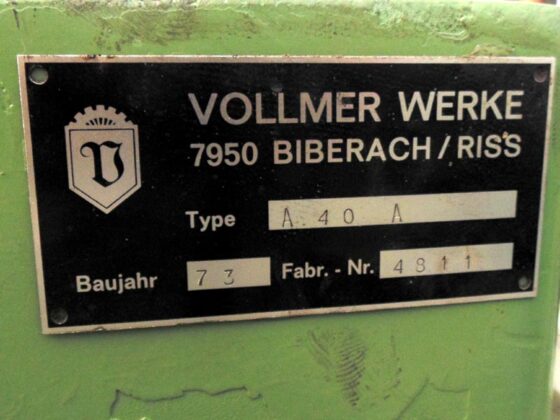 VOLLMER WERKE
7950 BIBERACH/RISS
Type A 40 A
Baujahr 73 Fabr.-Nr. 4811